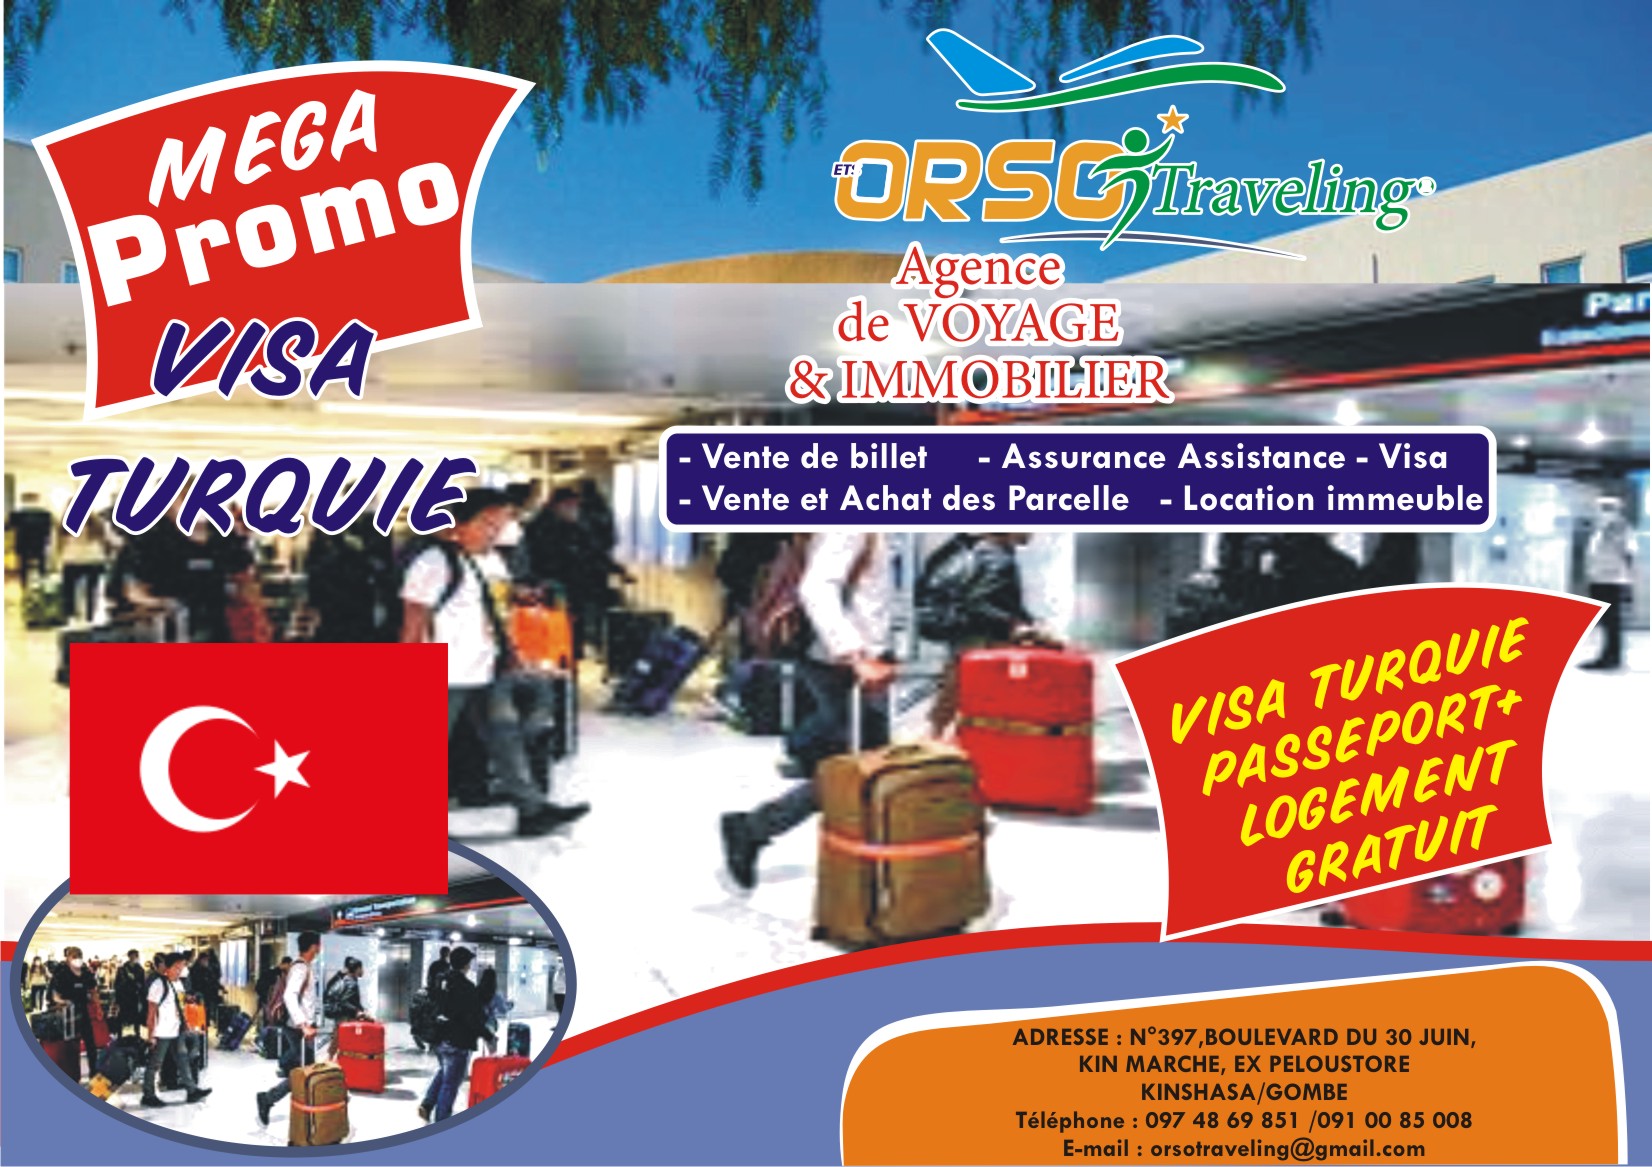 MEGA
Promo
VISA
TURQUIE
ETS ORSO Traveling®
Agence
de VOYAGE
& IMMOBILIER
- Vente de billet - Assurance Assistance - Visa
- Vente et Achat des Parcelle - Location immeuble
VISA TURQUIE
PASSEPORT+
LOGEMENT
GRATUIT
ADRESSE : N°397,BOULEVARD DU 30 JUIN,
KIN MARCHE, EX PELOUSTORE
KINSHASA/GOMBE
Téléphone : 097 48 69 851 /091 00 85 008
E-mail : orsotraveling@gmail.com